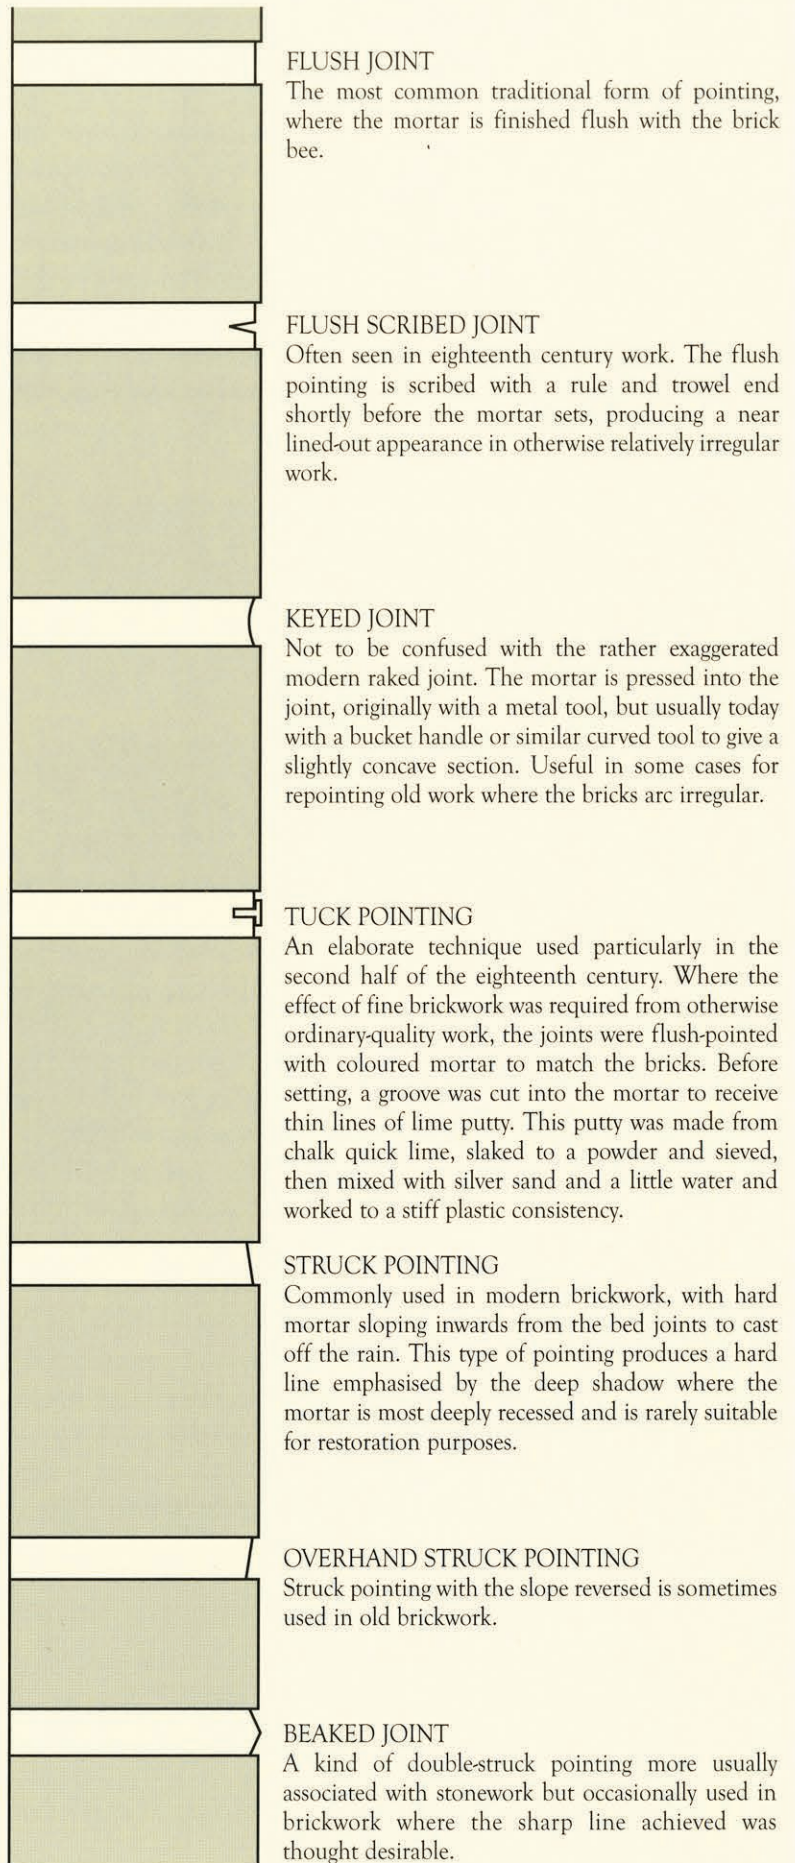 FLUSH JOINT
The most common traditional form of pointing,
where the mortar is finished flush with the brick
bee.
FLUSH SCRIBED JOINT
Often seen in eighteenth century work. The flush
pointing is scribed with a rule and trowel end
shortly before the mortar sets, producing a near
lined-out appearance in otherwise relatively irregular
work.
KEYED JOINT
Not to be confused with the rather exaggerated
modern raked joint. The mortar is pressed into the
joint, originally with a metal tool, but usually today
with a bucket handle or similar curved tool to give a
slightly concave section. Useful in some cases for
repointing old work where the bricks arc irregular.
TUCK POINTING
An elaborate technique used particularly in the
second half of the eighteenth century. Where the
effect of fine brickwork was required from otherwise
ordinary-quality work, the joints were flush-pointed
with coloured mortar to match the bricks. Before
setting, a groove was cut into the mortar to receive
thin lines of lime putty. This putty was made from
chalk quick lime, slaked to a powder and sieved,
then mixed with silver sand and a little water and
worked to a stiff plastic consistency.
STRUCK POINTING
Commonly used in modern brickwork, with hard
mortar sloping inwards from the bed joints to cast
off the rain. This type of pointing produces a hard
line emphasised by the deep shadow where the
mortar is most deeply recessed and is rarely suitable
for restoration purposes.
OVERHAND STRUCK POINTING
Struck pointing with the slope reversed is sometimes
used in old brickwork.
BEAKED JOINT
A kind of double-struck pointing more usually
associated with stonework but occasionally used in
brickwork where the sharp line achieved was
thought desirable.